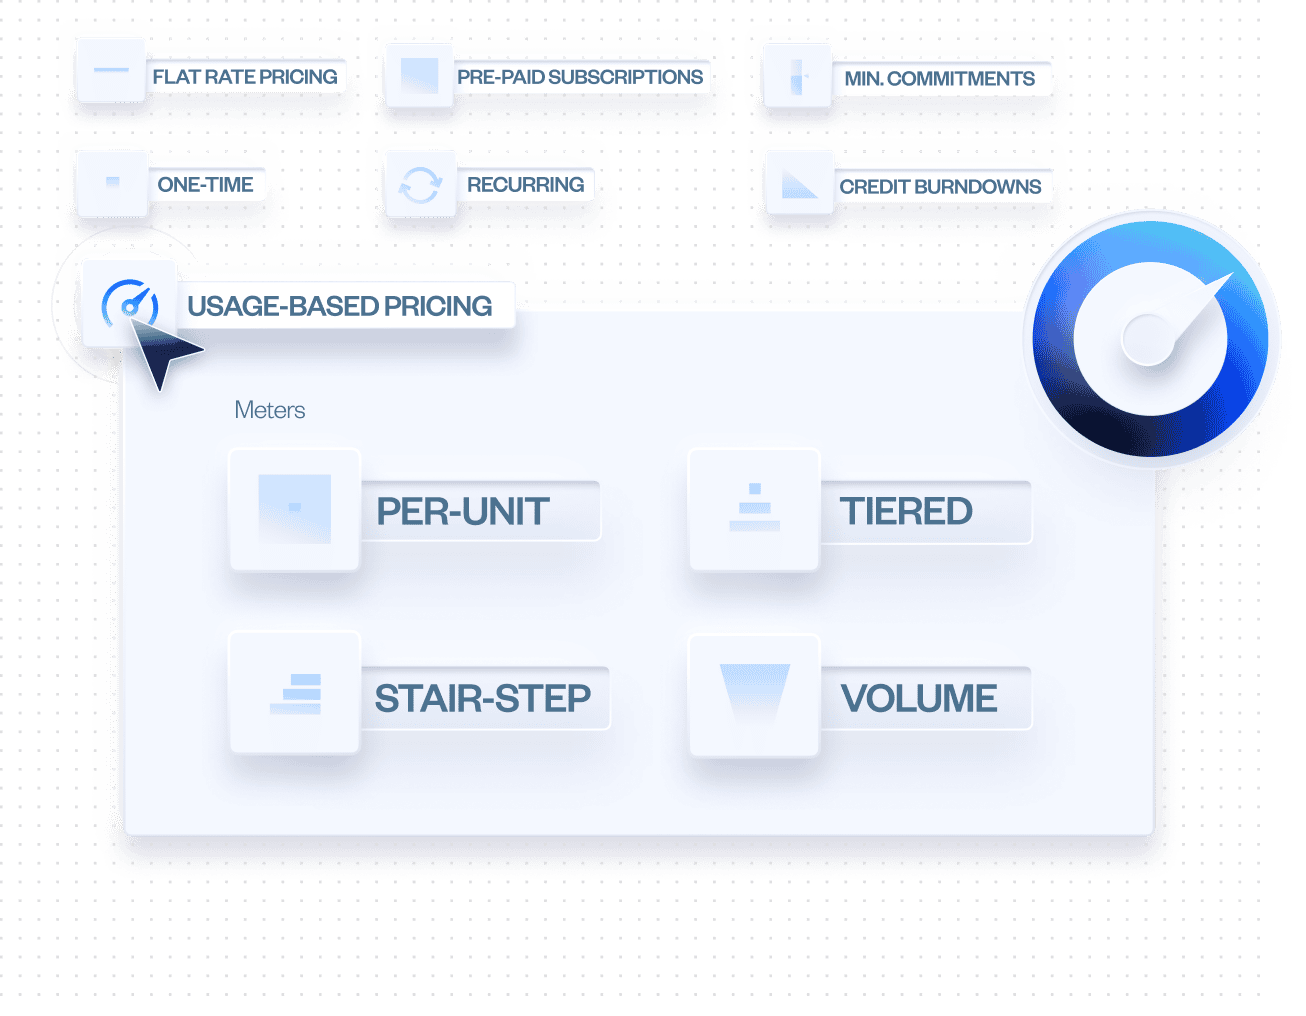 FLAT RATE PRICING
PRE-PAID SUBSCRIPTIONS
MIN. COMMITMENTS
ONE-TIME
RECURRING
CREDIT BURNDOWNS
USAGE-BASED PRICING
Meters
PER-UNIT
TIERED
STAIR-STEP
VOLUME